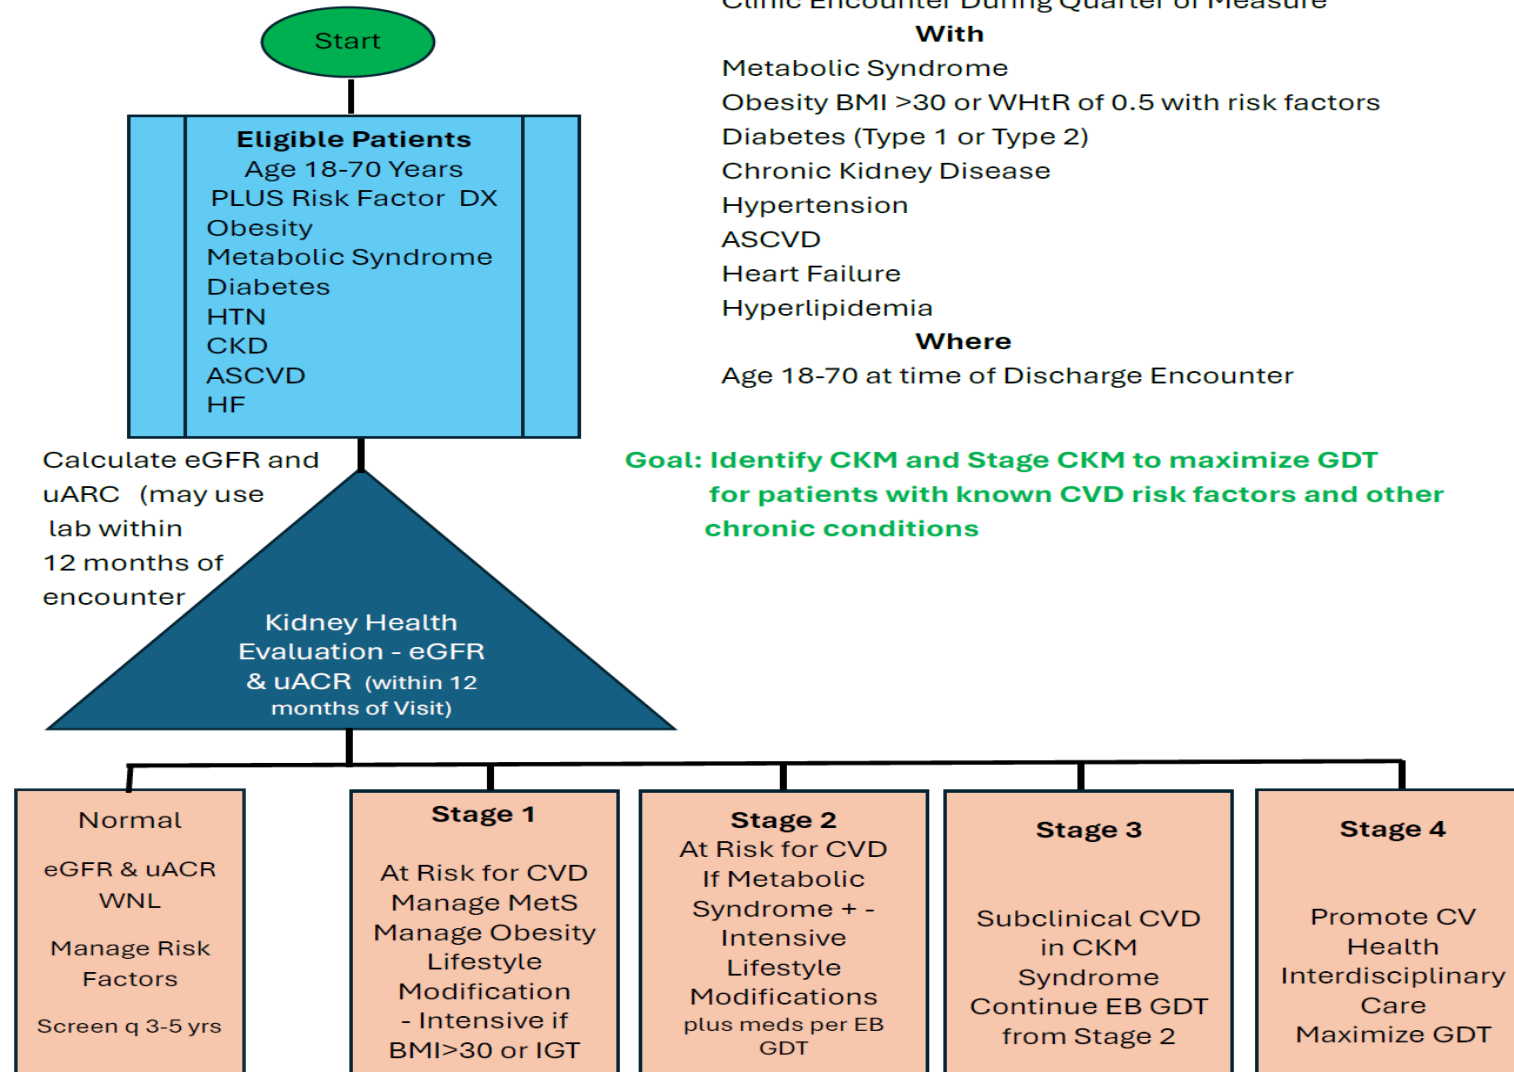 Clinic Encounter During Quarter of Measure
With
Metabolic Syndrome
Obesity BMI >30 or WHtR of 0.5 with risk factors
Diabetes (Type 1 or Type 2)
Chronic Kidney Disease
Hypertension
ASCVD
Heart Failure
Hyperlipidemia
Where
Age 18-70 at time of Discharge Encounter
Start
Eligible Patients
Age 18-70 Years
PLUS Risk Factor DX
Obesity
Metabolic Syndrome
Diabetes
HTN
CKD
ASCVD
HF
Calculate eGFR and
uARC (may use
lab within
12 months of
encounter
Goal: Identify CKM and Stage CKM to maximize GDT
for patients with known CVD risk factors and other
chronic conditions
Kidney Health
Evaluation - eGFR
& uACR (within 12
months of Visit)
Normal
eGFR & uACR
WNL
Manage Risk
Factors
Screen q 3-5 yrs
Stage 1
At Risk for CVD
Manage MetS
Manage Obesity
Lifestyle
Modification
- Intensive if
BMI>30 or IGT
Stage 2
At Risk for CVD
If Metabolic
Syndrome + -
Intensive
Lifestyle
Modifications
plus meds per EB
GDT
Stage 3
Subclinical CVD
in CKM
Syndrome
Continue EB GDT
from Stage 2
Stage 4
Promote CV
Health
Interdisciplinary
Care
Maximize GDT